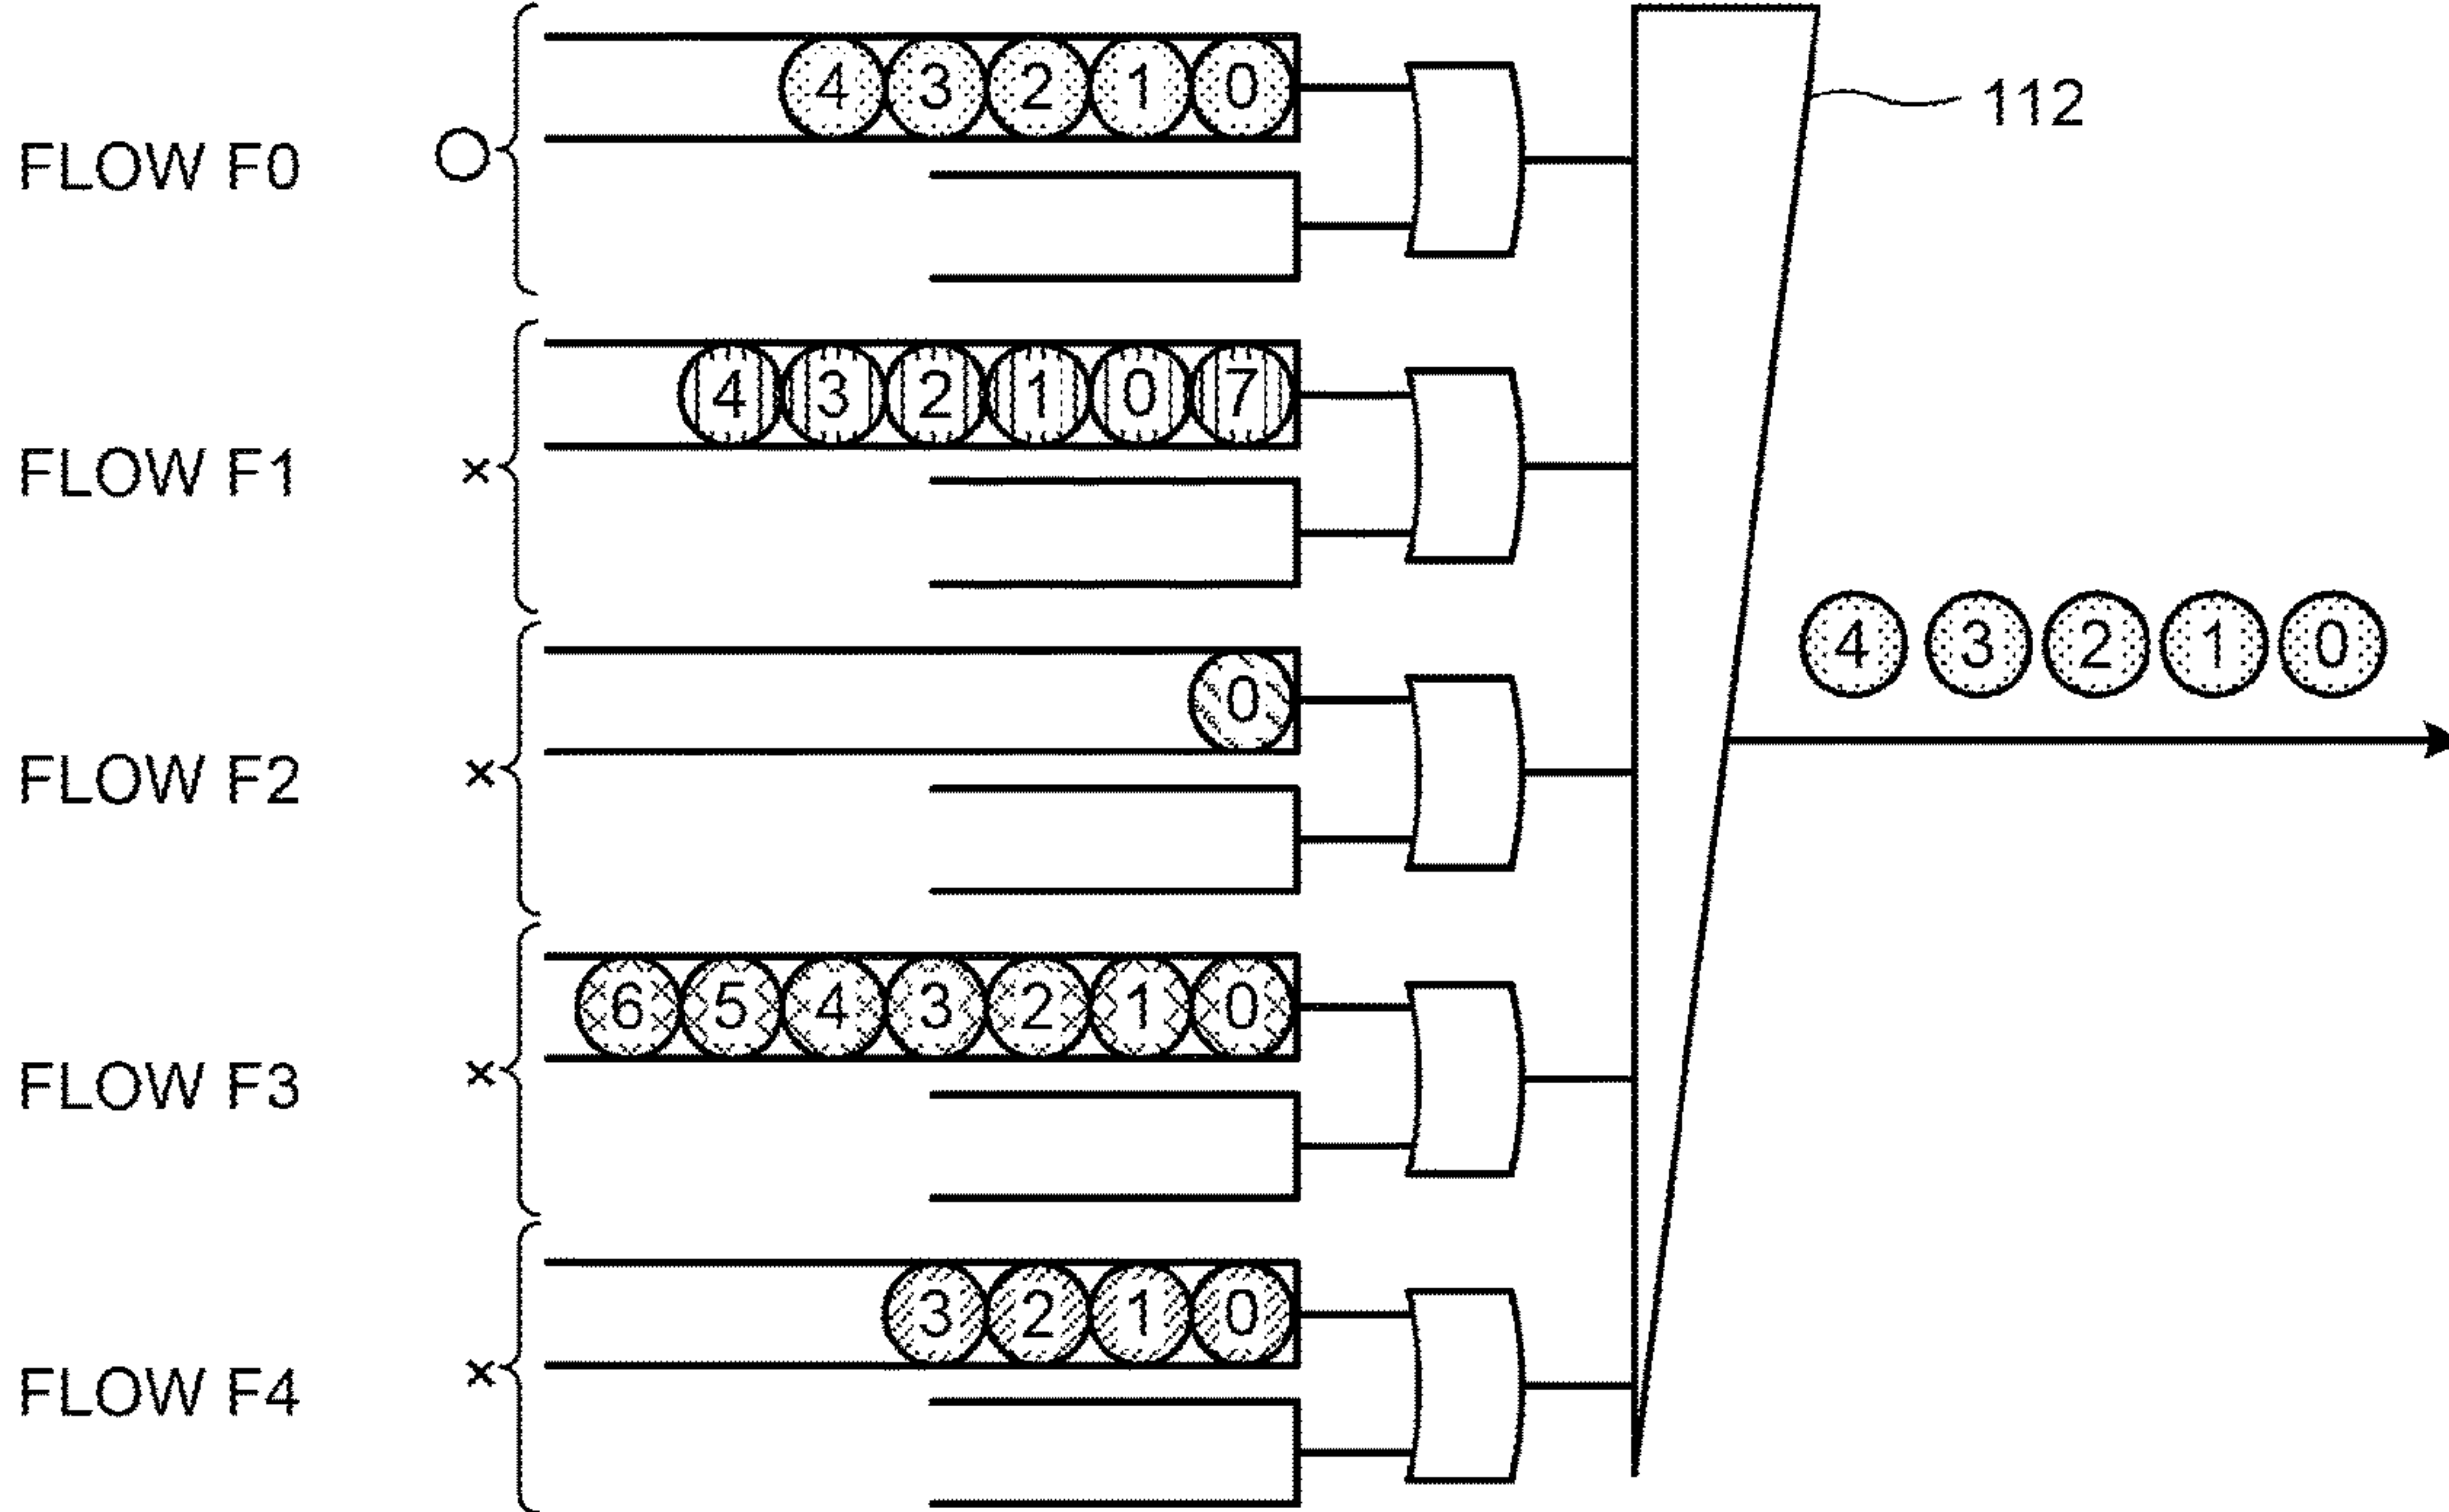 4 3 2 1 0
112
FLOW F0 ○
4 3 2 1 0 7
FLOW F1 ×
4 3 2 1 0
0
FLOW F2 ×
6 5 4 3 2 1 0
FLOW F3 ×
3 2 1 0
FLOW F4 ×